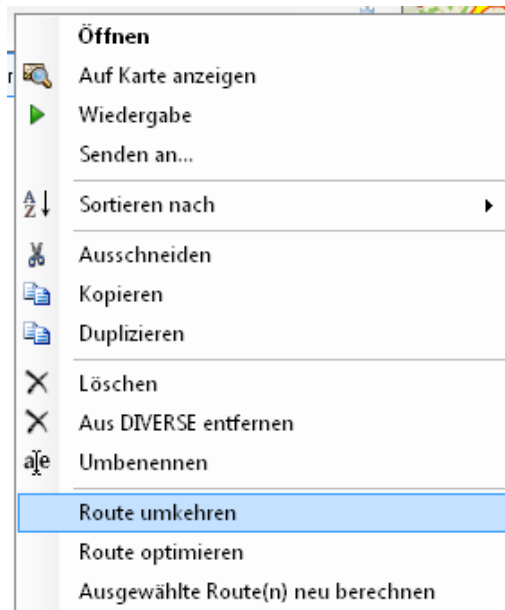 Öffnen
Auf Karte anzeigen
Wiedergabe
Senden an...
Sortieren nach
Ausschneiden
Kopieren
Duplizieren
Löschen
Aus DIVERSE entfernen
Umbenennen
Route umkehren
Route optimieren
Ausgewählte Route(n) neu berechnen